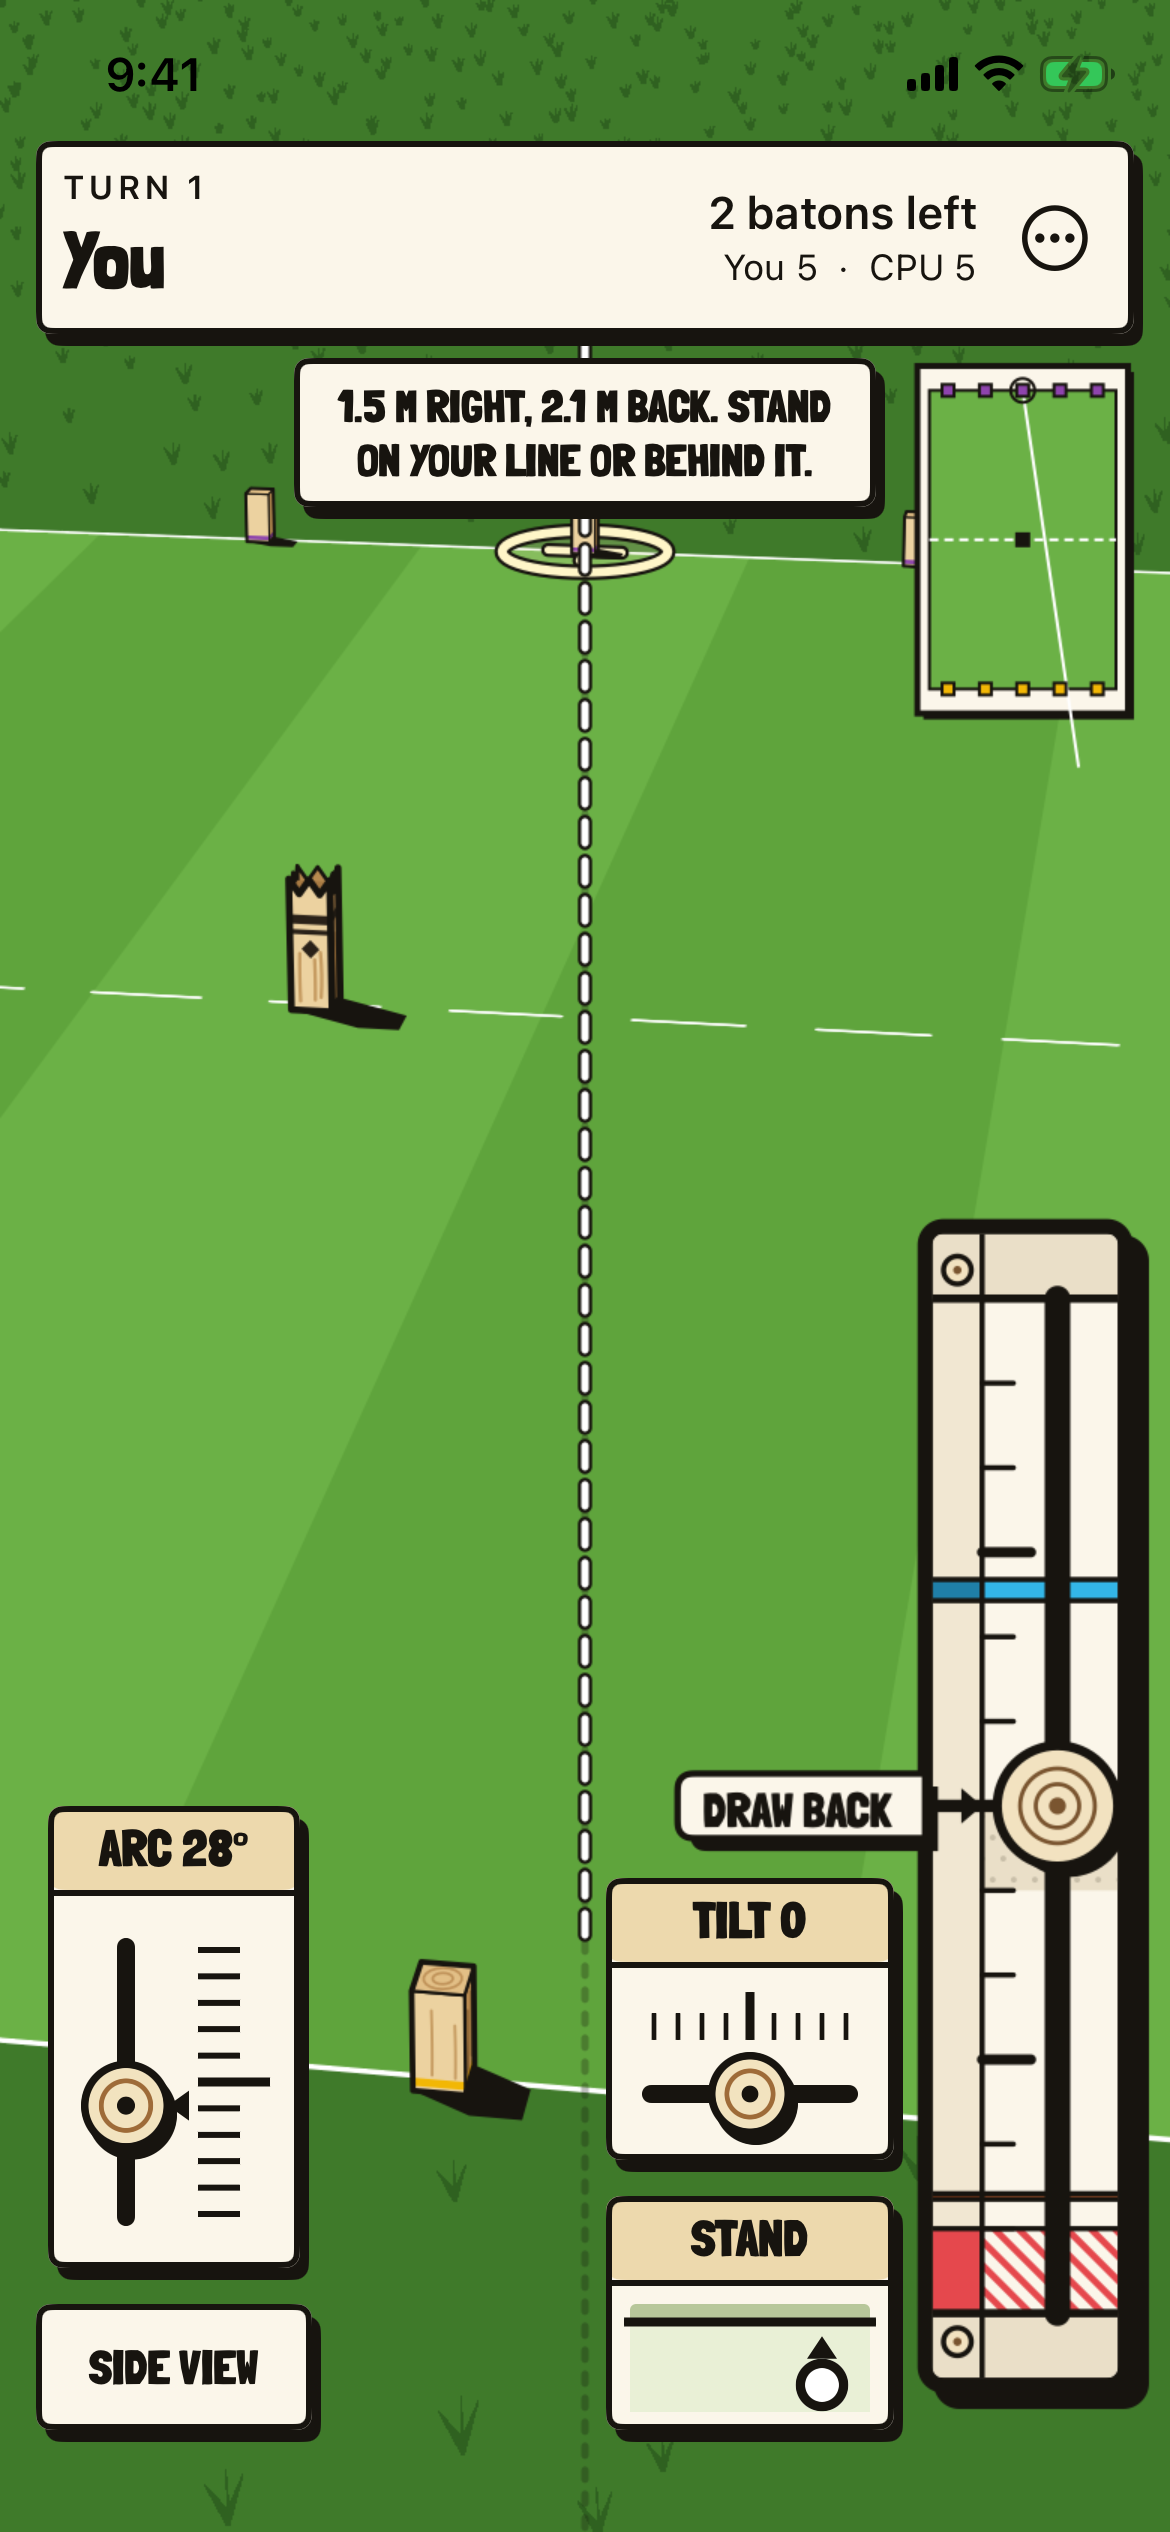 9:41
TURN 1
You
2 batons left
You 5 · CPU 5
1.5 M RIGHT, 2.1 M BACK. STAND
ON YOUR LINE OR BEHIND IT.
DRAW BACK
ARC 28°
TILT 0
STAND
SIDE VIEW